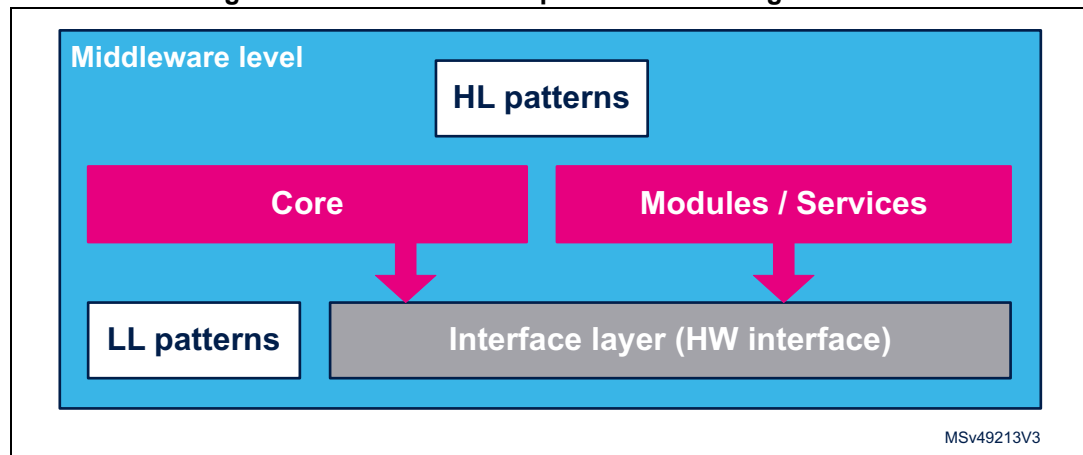 Middleware level
HL patterns
Core
Modules / Services
LL patterns
Interface layer (HW interface)
MSv49213V3